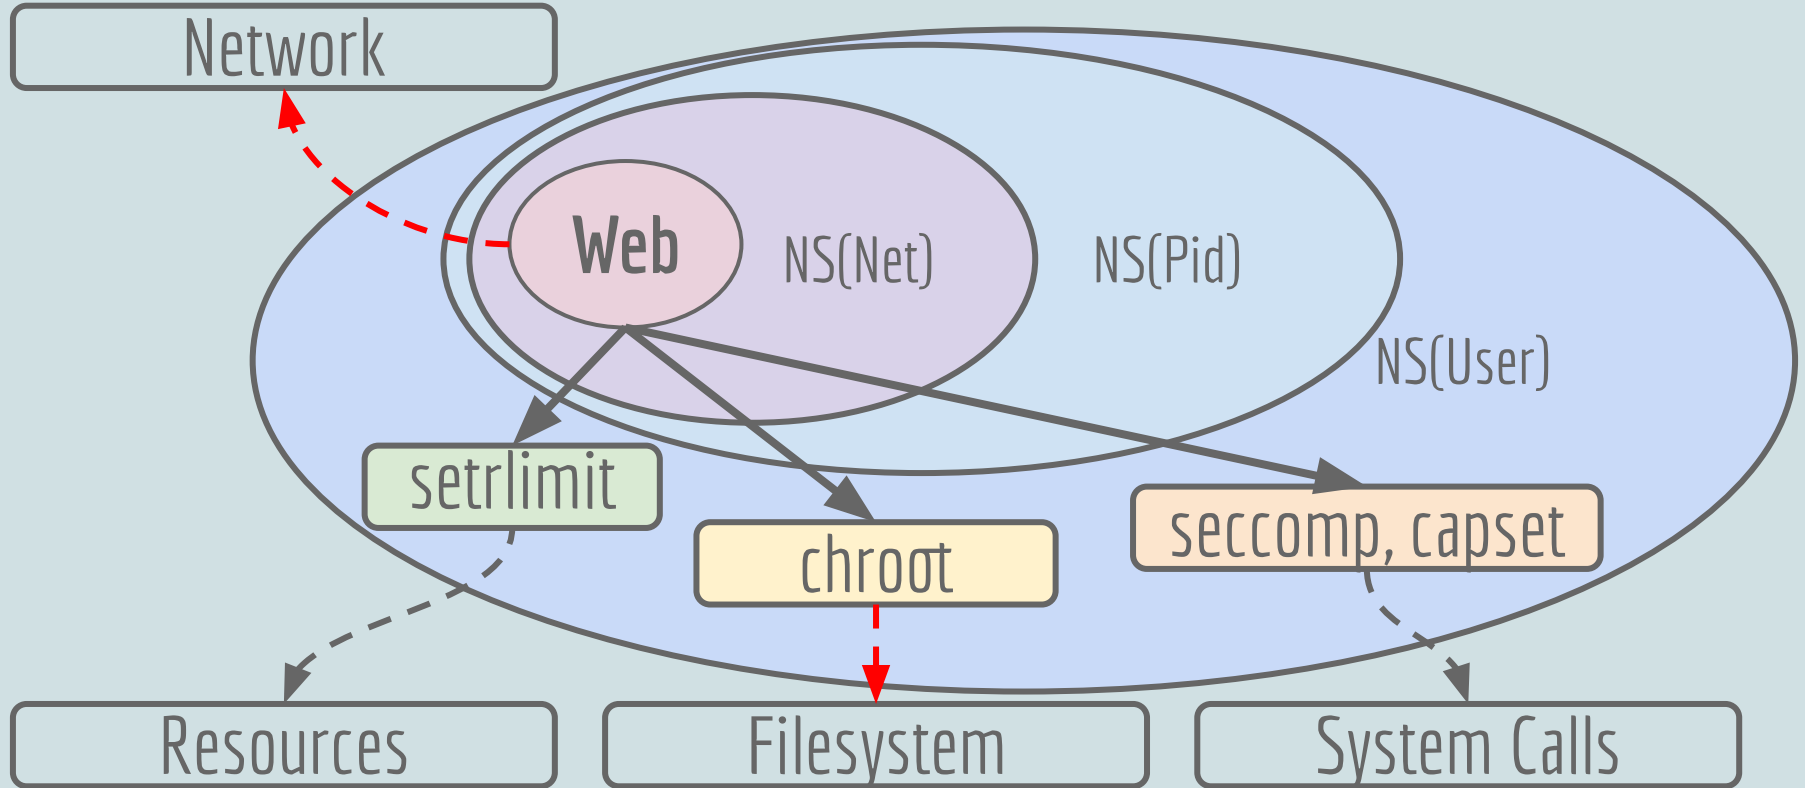 Network
Web
NS(Net)
NS(Pid)
NS(User)
setrlimit
seccomp, capset
chroot
Resources
Filesystem
System Calls